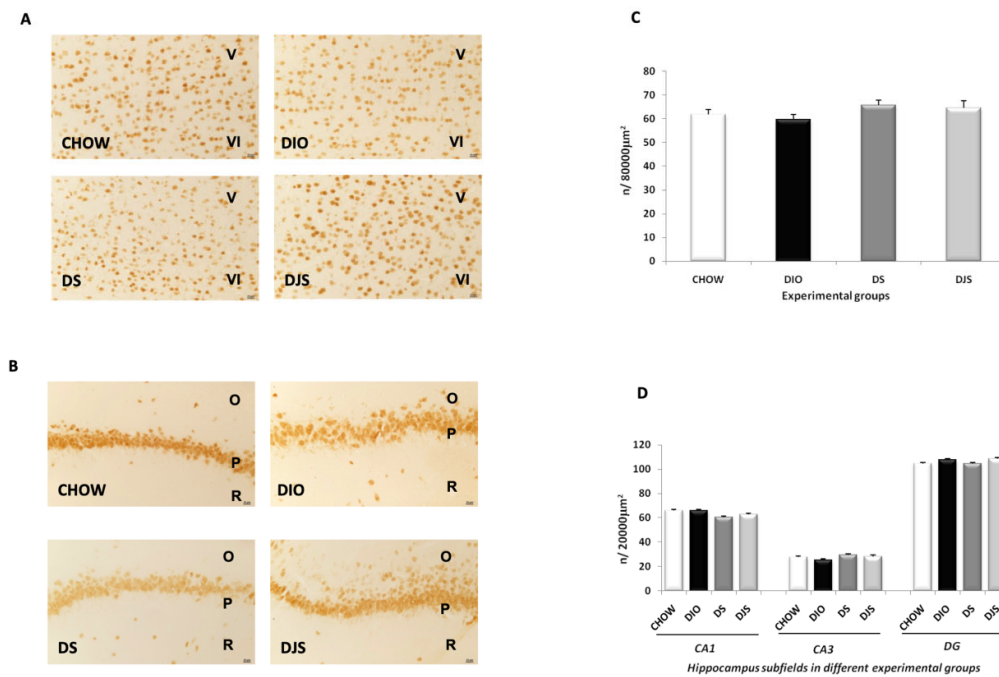 A
V
VI
CHOW
V
VI
DIO
V
VI
DS
V
VI
DJS
B
O
P
R
CHOW
O
P
R
DIO
O
P
R
DS
O
P
R
DJS
C
n/ 80000µm²
80
70
60
50
40
30
20
10
0
CHOW DIO DS DJS
Experimental groups
D
n/ 20000µm²
120
100
80
60
40
20
0
CHOW DIO DS DJS CHOW DIO DS DJS CHOW DIO DS DJS
CA1 CA3 DG
Hippocampus subfields in different experimental groups